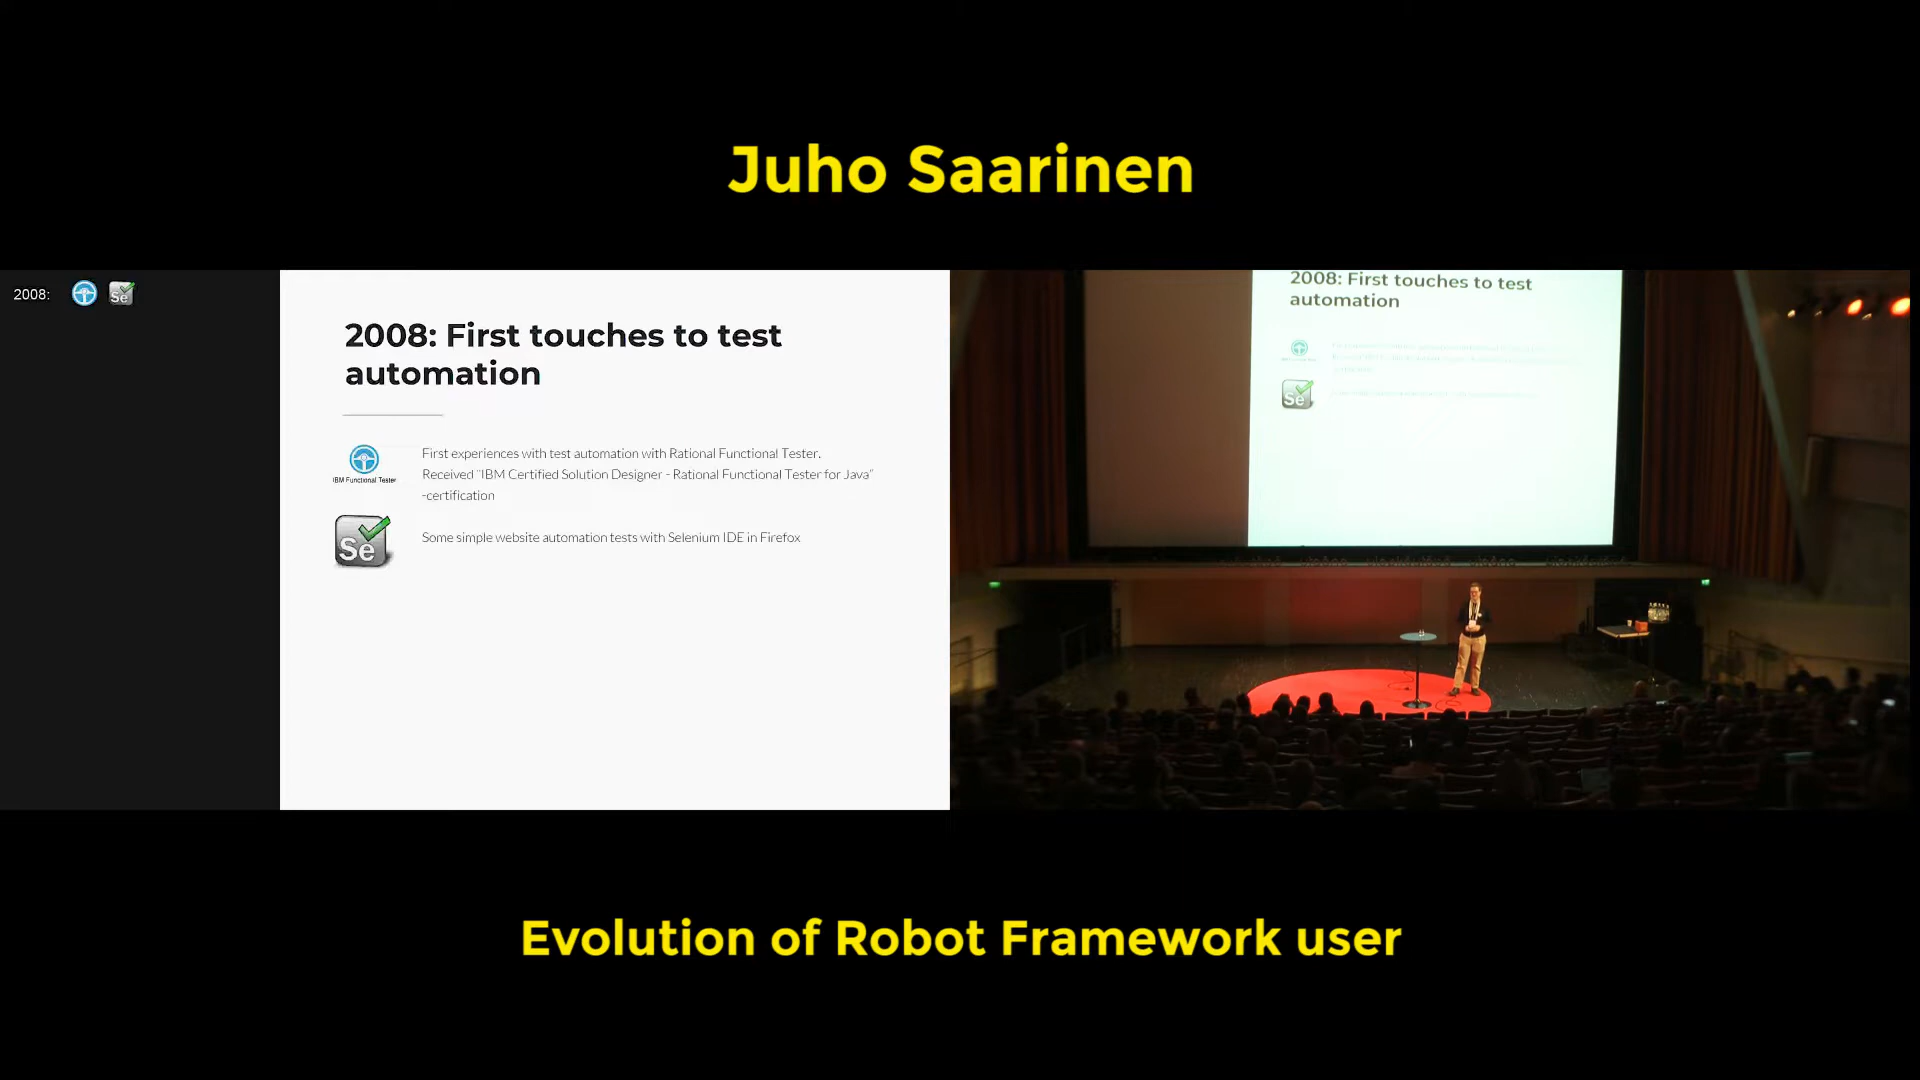 Juho Saarinen
2008:
Se
2008: First touches to test
automation
IBM Functional Tester
First experiences with test automation with Rational Functional Tester.
Received "IBM Certified Solution Designer - Rational Functional Tester for Java"
-certification
Se
Some simple website automation tests with Selenium IDE in Firefox
2008: First touches to test
automation
Se
Evolution of Robot Framework user